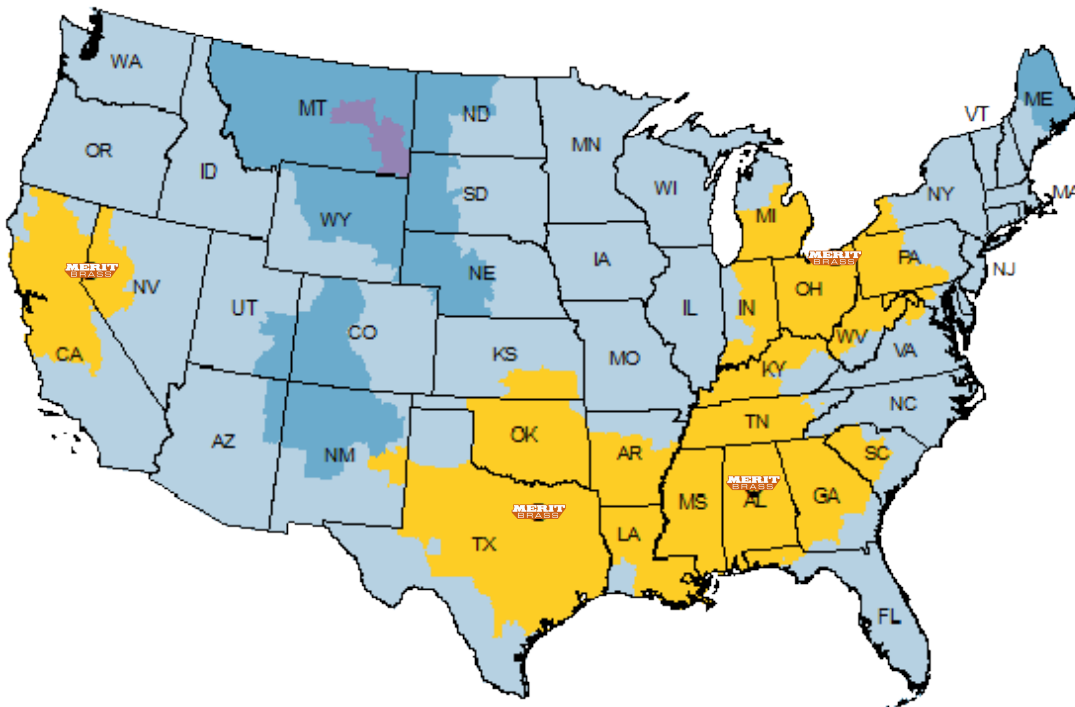 WA
MT
ND
MN
ME
VT
OR
ID
SD
WI
NY
MA
WY
MI
MERIT
BRASS
NV
UT
CO
NE
IA
IL
IN
OH
MERIT
BRASS
PA
NJ
CA
KS
MO
WV
VA
KY
AZ
NM
OK
AR
TN
NC
SC
MERIT
BRASS
TX
LA
MS
MERIT
BRASS
AL
GA
FL